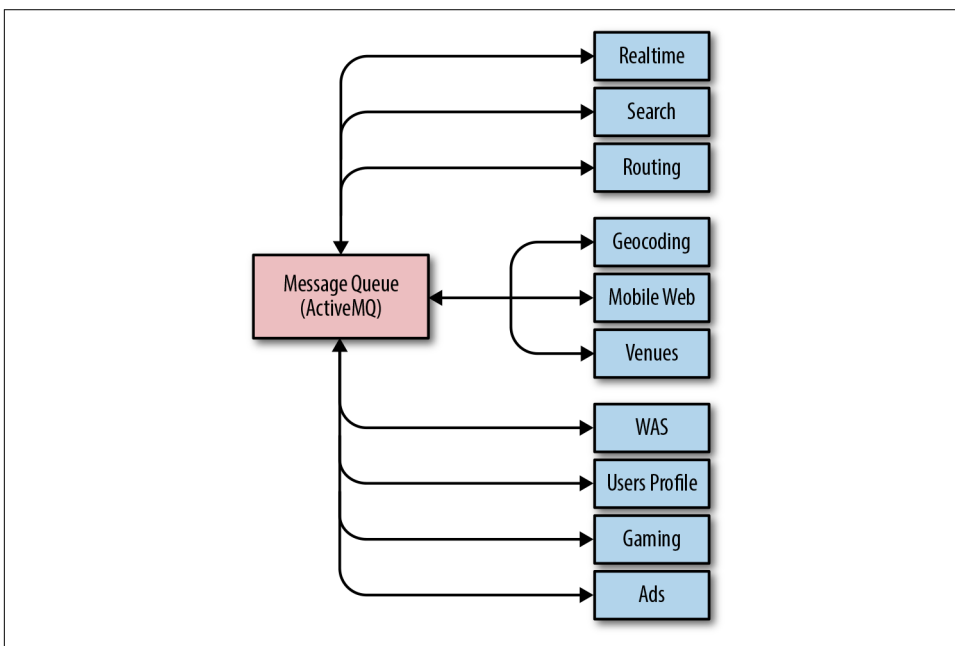 Realtime
Search
Routing
Geocoding
Message Queue
(ActiveMQ)
Mobile Web
Venues
WAS
Users Profile
Gaming
Ads